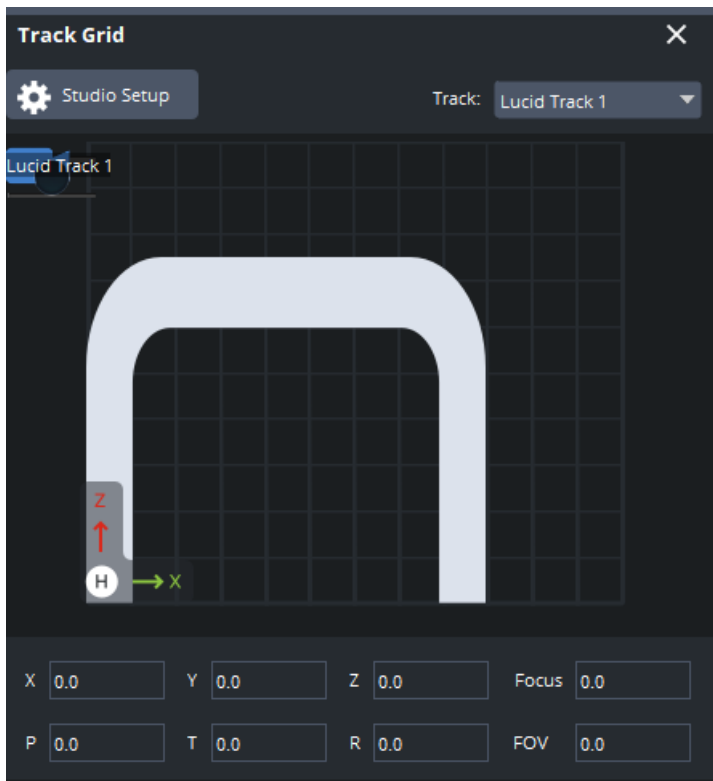 Track Grid
Studio Setup
Track: Lucid Track 1
Lucid Track 1
Z
H X
X 0.0 Y 0.0 Z 0.0 Focus 0.0
P 0.0 T 0.0 R 0.0 FOV 0.0